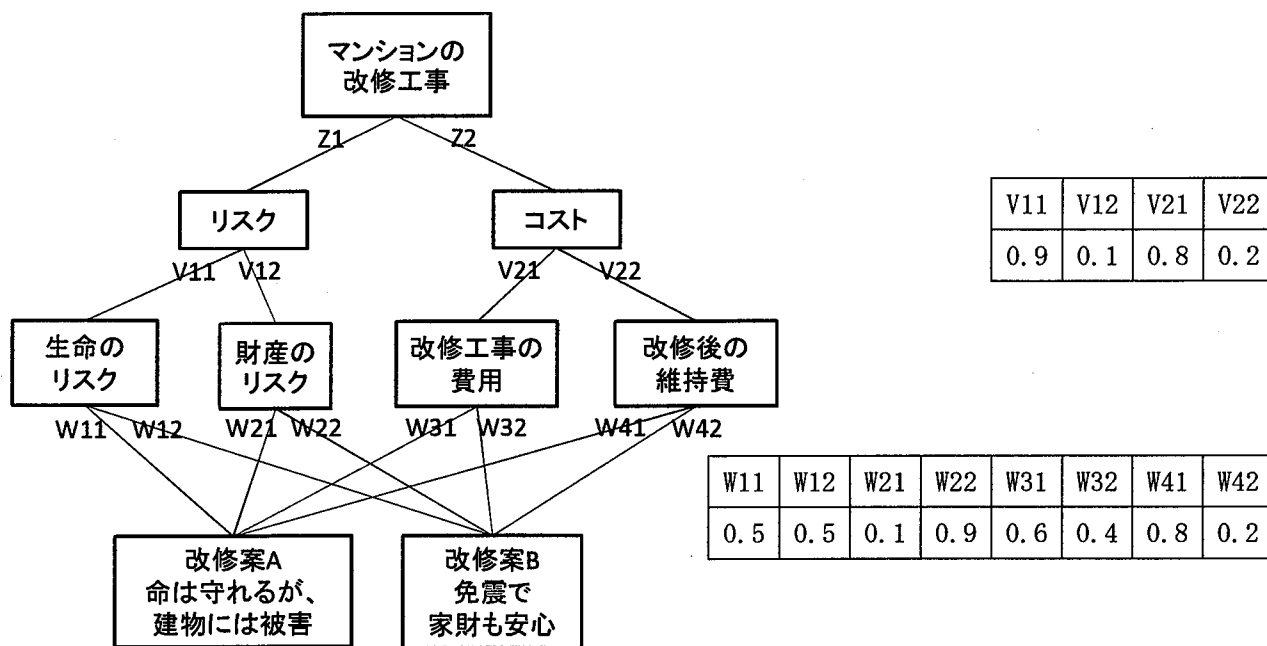 マンションの
改修工事
Z1 Z2
リスク
コスト
V11 V12 V21 V22
生命の
リスク
財産の
リスク
改修工事の
費用
改修後の
維持費
W11 W12 W21 W22 W31 W32 W41 W42
改修案A
命は守れるが、
建物には被害
改修案B
免震で
家財も安心
V11 V12 V21 V22
0.9 0.1 0.8 0.2
W11 W12 W21 W22 W31 W32 W41 W42
0.5 0.5 0.1 0.9 0.6 0.4 0.8 0.2